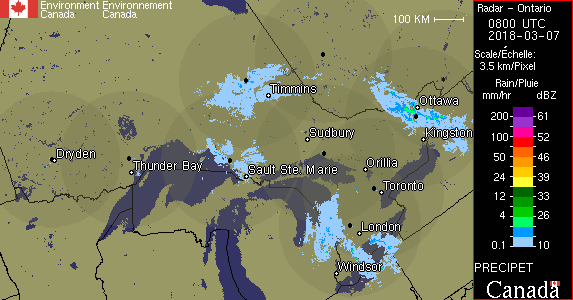 Environment Environnement
Canada Canada
100 KM
Timmins
Ottawa
Sudbury
Kingston
Dryden
Thunder Bay
Sault Ste. Marie
Orillia
Toronto
London
Windsor
Radar - Ontario
0800 UTC
2018-03-07
Scale/Échelle:
3.5 km/Pixel
Rain/Pluie
mm/hr dBZ
200 61
100 52
50 46
24 39
12 33
4 26
0.1 10
PRECIPET
Canada